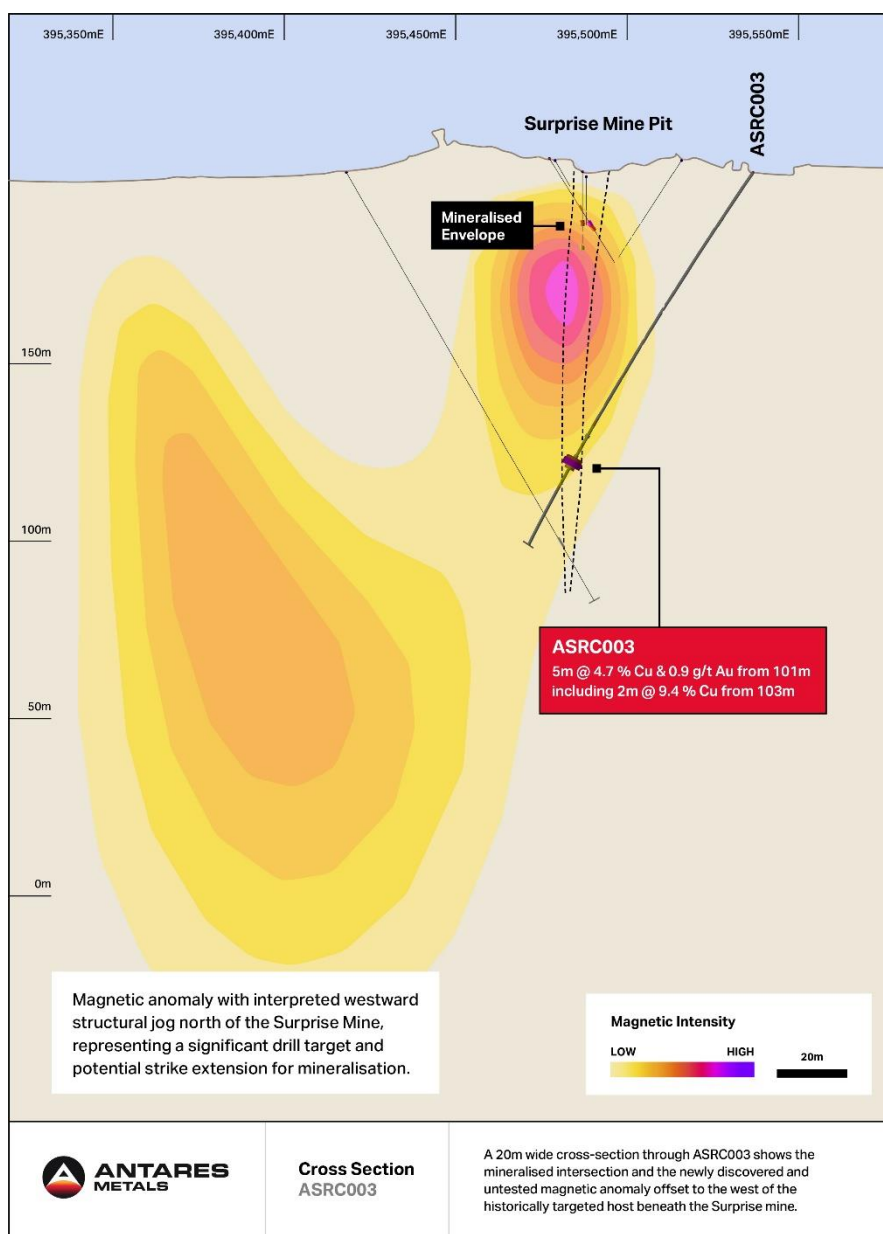 395,350mE
395,400mE
395,450mE
395,500mE
395,550mE
ASRC003
Surprise Mine Pit
Mineralised
Envelope
150m
100m
50m
0m
ASRC003
5m @ 4.7 % Cu & 0.9 g/t Au from 101m
including 2m @ 9.4 % Cu from 103m
Magnetic anomaly with interpreted westward
structural jog north of the Surprise Mine,
representing a significant drill target and
potential strike extension for mineralisation.
Magnetic Intensity
LOW
HIGH
20m
ANTARES
METALS
Cross Section
ASRC003
A 20m wide cross-section through ASRC003 shows the
mineralised intersection and the newly discovered and
untested magnetic anomaly offset to the west of the
historically targeted host beneath the Surprise mine.